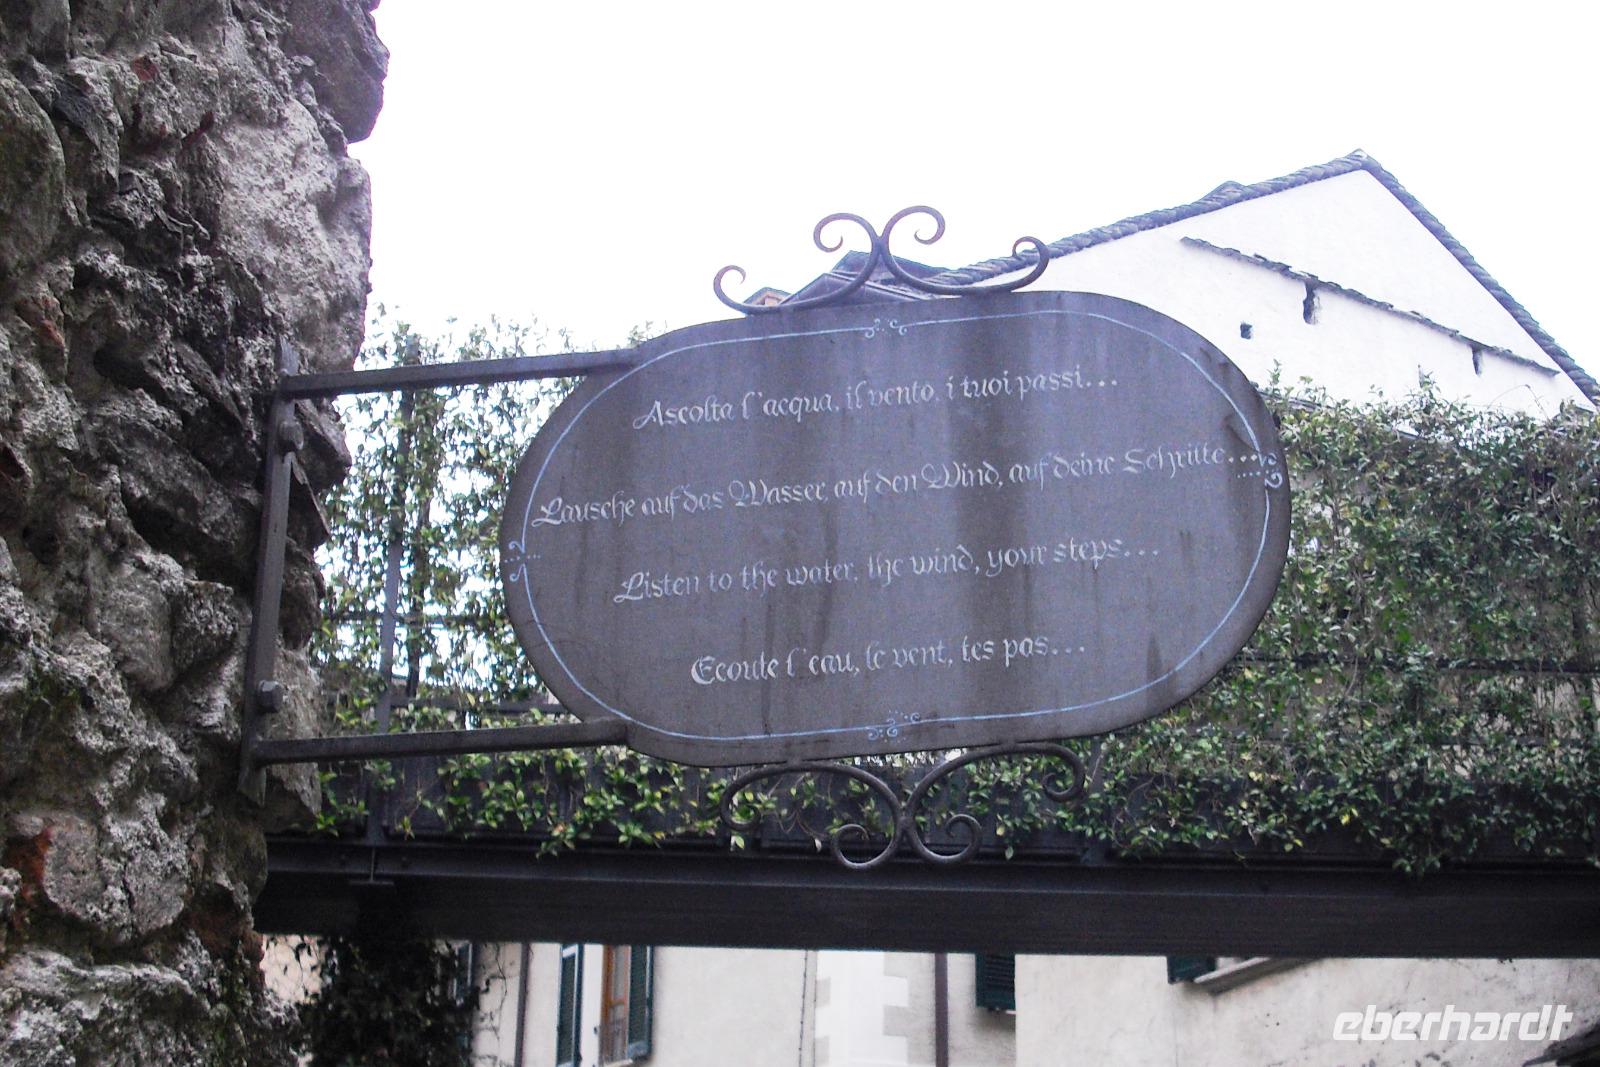 Ascolta l'acqua, il vento, i tuoi passi...
Lausche auf das Wasser, auf den Wind, auf deine Schritte...
Listen to the water, the wind, your steps...
Ecoute l'eau, le vent, tes pas...
eberhardt